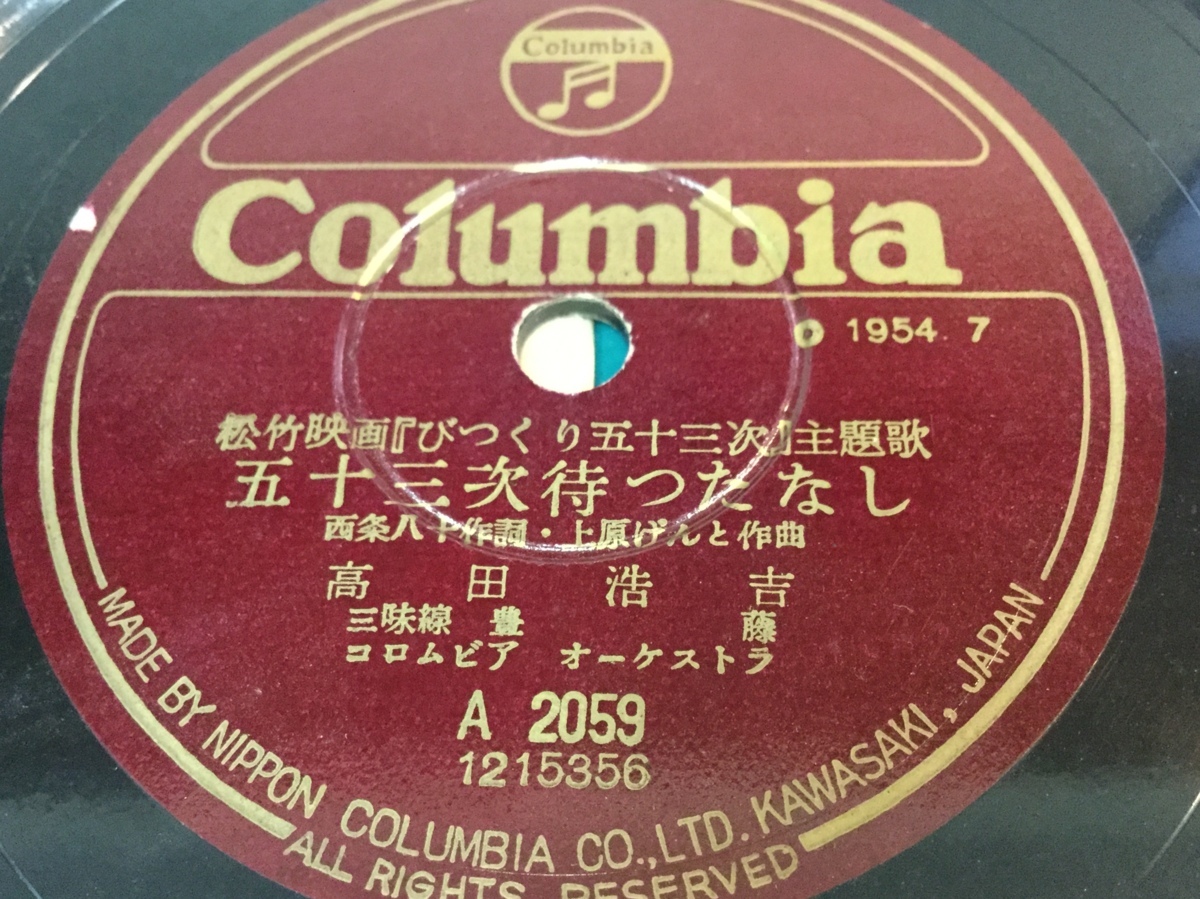 Columbia
Columbia
℗ 1954 7
松竹映画『びつくり五十三次』主題歌
五十三次待つたなし
西条八十作詞・上原げんと作曲
高田浩吉
三味線 豊藤
コロムビア オーケストラ
A 2059
1215356
MADE BY NIPPON COLUMBIA CO.,LTD. KAWASAKI, JAPAN
ALL RIGHTS RESERVED